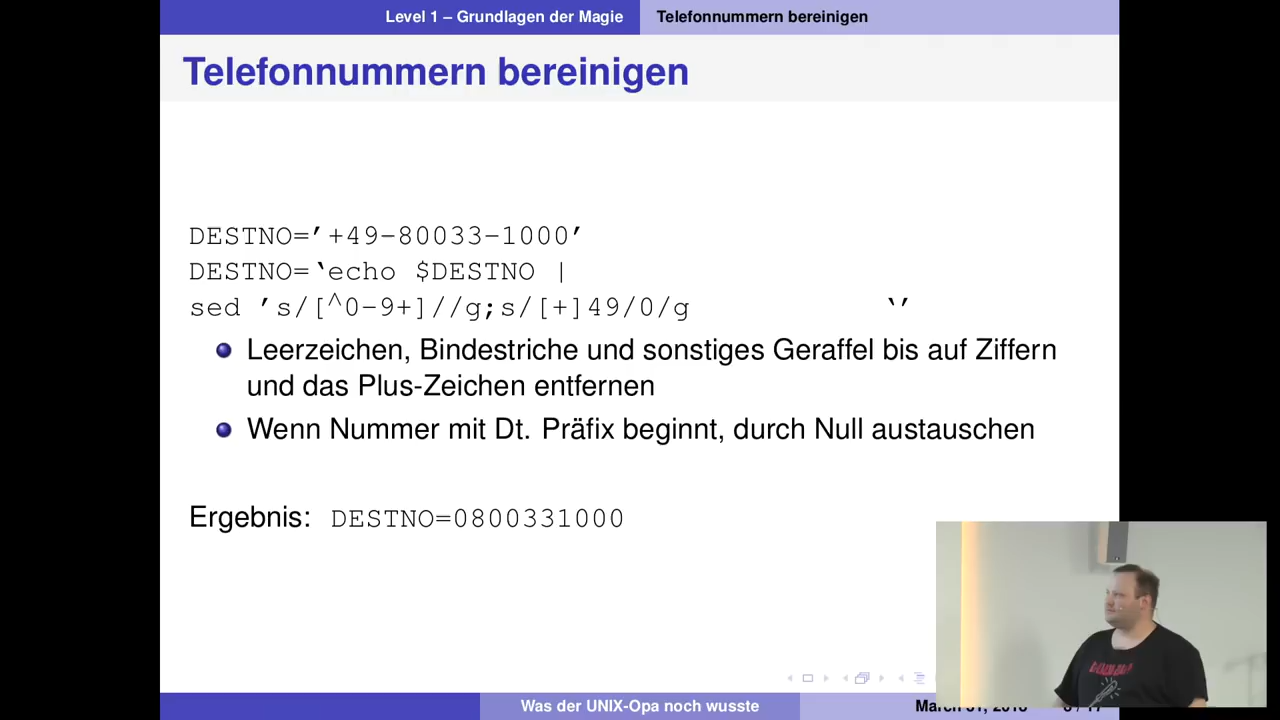 Level 1 – Grundlagen der Magie Telefonnummern bereinigen
Telefonnummern bereinigen
DESTNO='+49-80033-1000'
DESTNO=‘echo $DESTNO |
sed 's/[^0-9+]//g;s/[+]49/0/g ‘'
Leerzeichen, Bindestriche und sonstiges Geraffel bis auf Ziffern
und das Plus-Zeichen entfernen
Wenn Nummer mit Dt. Präfix beginnt, durch Null austauschen
Ergebnis: DESTNO=0800331000
Was der UNIX-Opa noch wusste